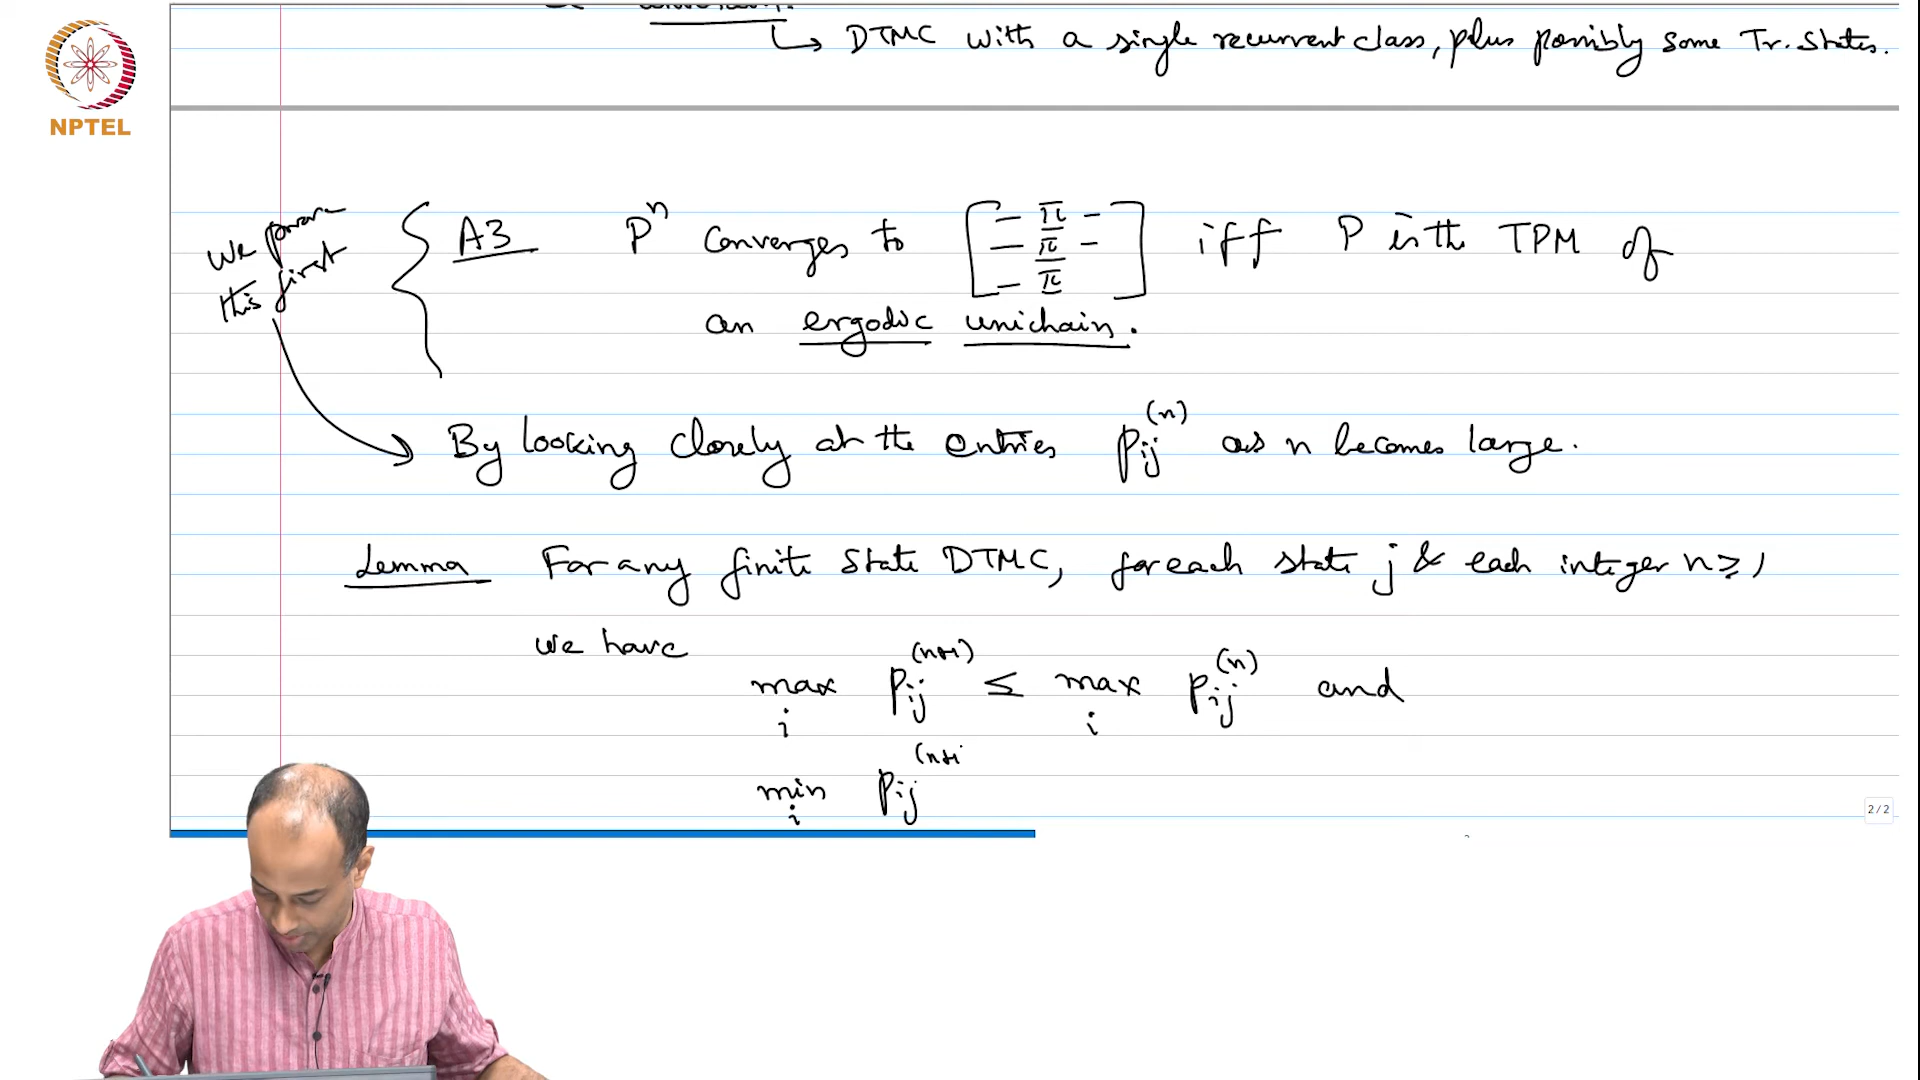 NPTEL
unichain.
↳ DTMC with a single recurrent class, plus possibly some Tr. States.
We prove
this first
A3 Pⁿ converges to [– π – – π – – π] iff P is the TPM of
an ergodic unichain.
By looking closely at the entries p_ij^(n) as n becomes large.
Lemma For any finite state DTMC, for each state j & each integer n ≥ 1
we have
max_i p_ij^(n+1) ≤ max_i p_ij^(n) and
min_i p_ij^(n+1
2/2